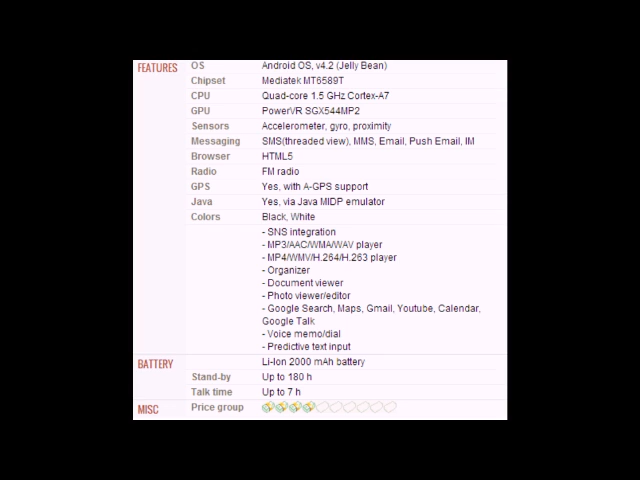 FEATURES OS Android OS, v4.2 (Jelly Bean)
Chipset Mediatek MT6589T
CPU Quad-core 1.5 GHz Cortex-A7
GPU PowerVR SGX544MP2
Sensors Accelerometer, gyro, proximity
Messaging SMS(threaded view), MMS, Email, Push Email, IM
Browser HTML5
Radio FM radio
GPS Yes, with A-GPS support
Java Yes, via Java MIDP emulator
Colors Black, White
- SNS integration
- MP3/AAC/WMA/WAV player
- MP4/WMV/H.264/H.263 player
- Organizer
- Document viewer
- Photo viewer/editor
- Google Search, Maps, Gmail, Youtube, Calendar,
Google Talk
- Voice memo/dial
- Predictive text input
BATTERY Li-Ion 2000 mAh battery
Stand-by Up to 180 h
Talk time Up to 7 h
MISC Price group